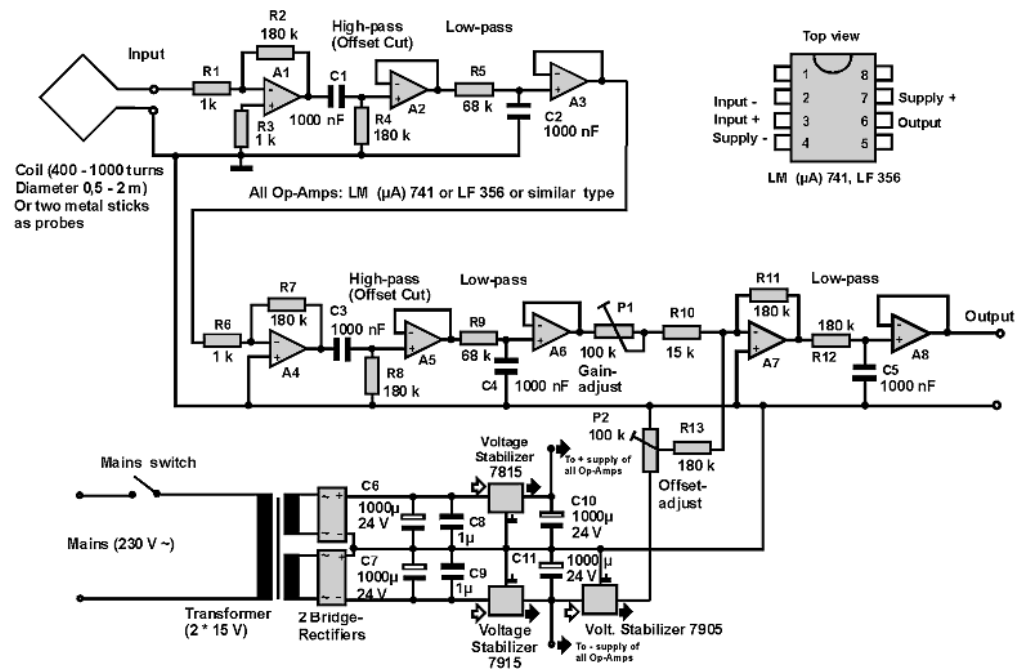 R2
180 k
High-pass
(Offset Cut)
Low-pass
Input
R1
1k
A1
C1
1000 nF
R3
1 k
R4
180 k
A2
R5
68 k
C2
1000 nF
A3
Top view
1
2
3
4
8
7
6
5
Input -
Input +
Supply -
Supply +
Output
LM (µA) 741, LF 356
Coil (400 - 1000 turns
Diameter 0,5 - 2 m)
Or two metal sticks
as probes
All Op-Amps: LM (µA) 741 or LF 356 or similar type
R7
180 k
High-pass
(Offset Cut)
Low-pass
R6
1 k
A4
C3
1000 nF
R8
180 k
A5
R9
68 k
C4
1000 nF
A6
P1
100 k
Gain-
adjust
R10
15 k
R11
180 k
A7
Low-pass
180 k
R12
C5
1000 nF
A8
Output
P2
100 k
R13
180 k
Offset-
adjust
Mains switch
Mains (230 V ~)
Transformer
(2 * 15 V)
~ +
~ -
~ +
~ -
2 Bridge-
Rectifiers
C6
1000µ
24 V
C7
1000µ
24 V
C8
1µ
C9
1µ
Voltage
Stabilizer
7815
Voltage
Stabilizer
7915
To + supply of
all Op-Amps
C10
1000µ
24 V
C11
1000 µ
24 V
Volt. Stabilizer 7905
To - supply of
all Op-Amps